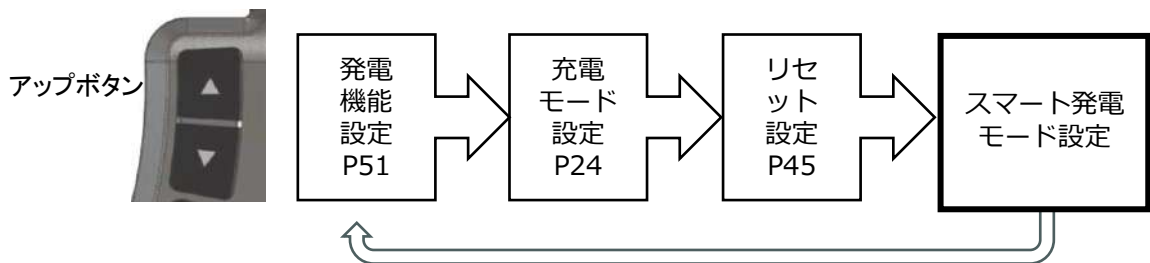 アップボタン
発電
機能
設定
P51
充電
モード
設定
P24
リセ
ット
設定
P45
スマート発電
モード設定